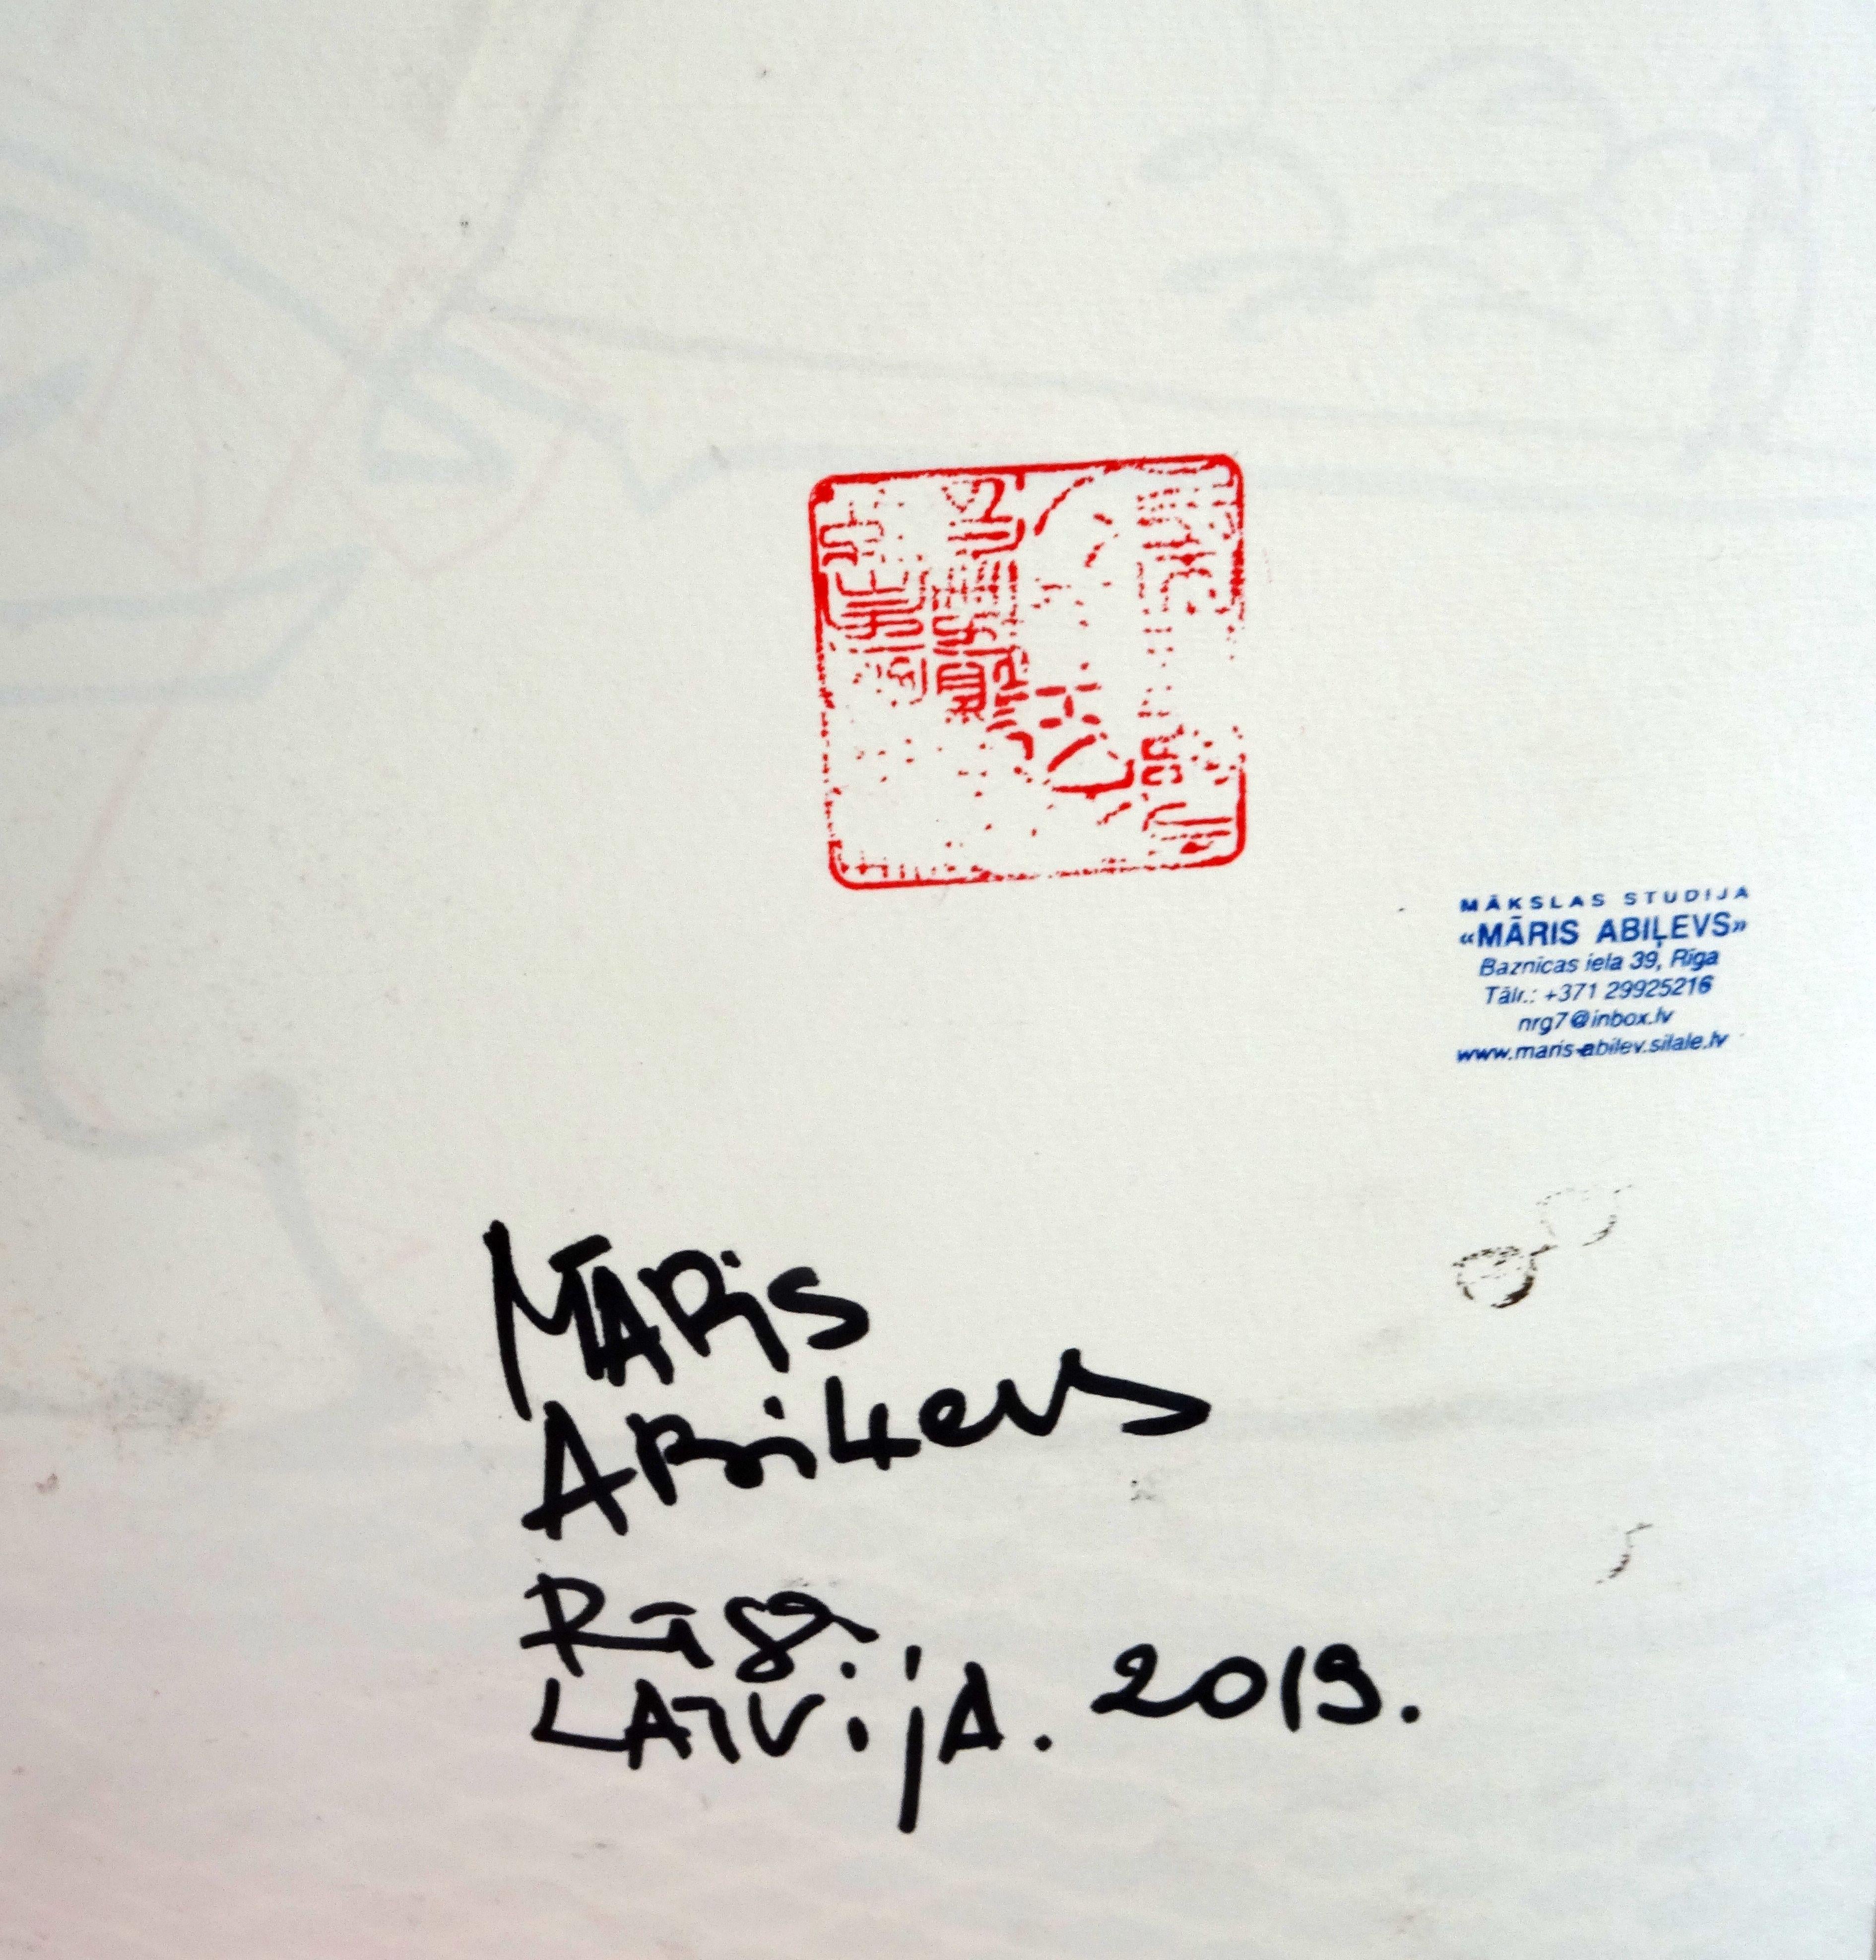 MĀKSLAS STUDIJA
«MĀRIS ABIĻEVS»
Baznīcas iela 39, Rīga
Tālr.: +371 29925216
nrg7@inbox.lv
www.maris-abilev.silale.lv
MĀRis
ABiļevs
Rīga.
LATVijA. 2019.